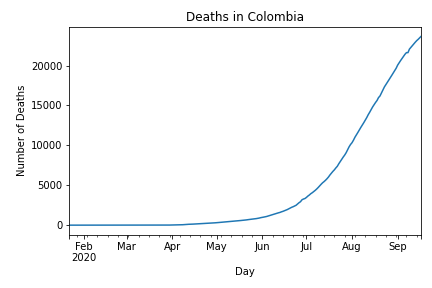 Deaths in Colombia
Number of Deaths
20000
15000
10000
5000
0
Feb Mar Apr May Jun Jul Aug Sep
2020
Day